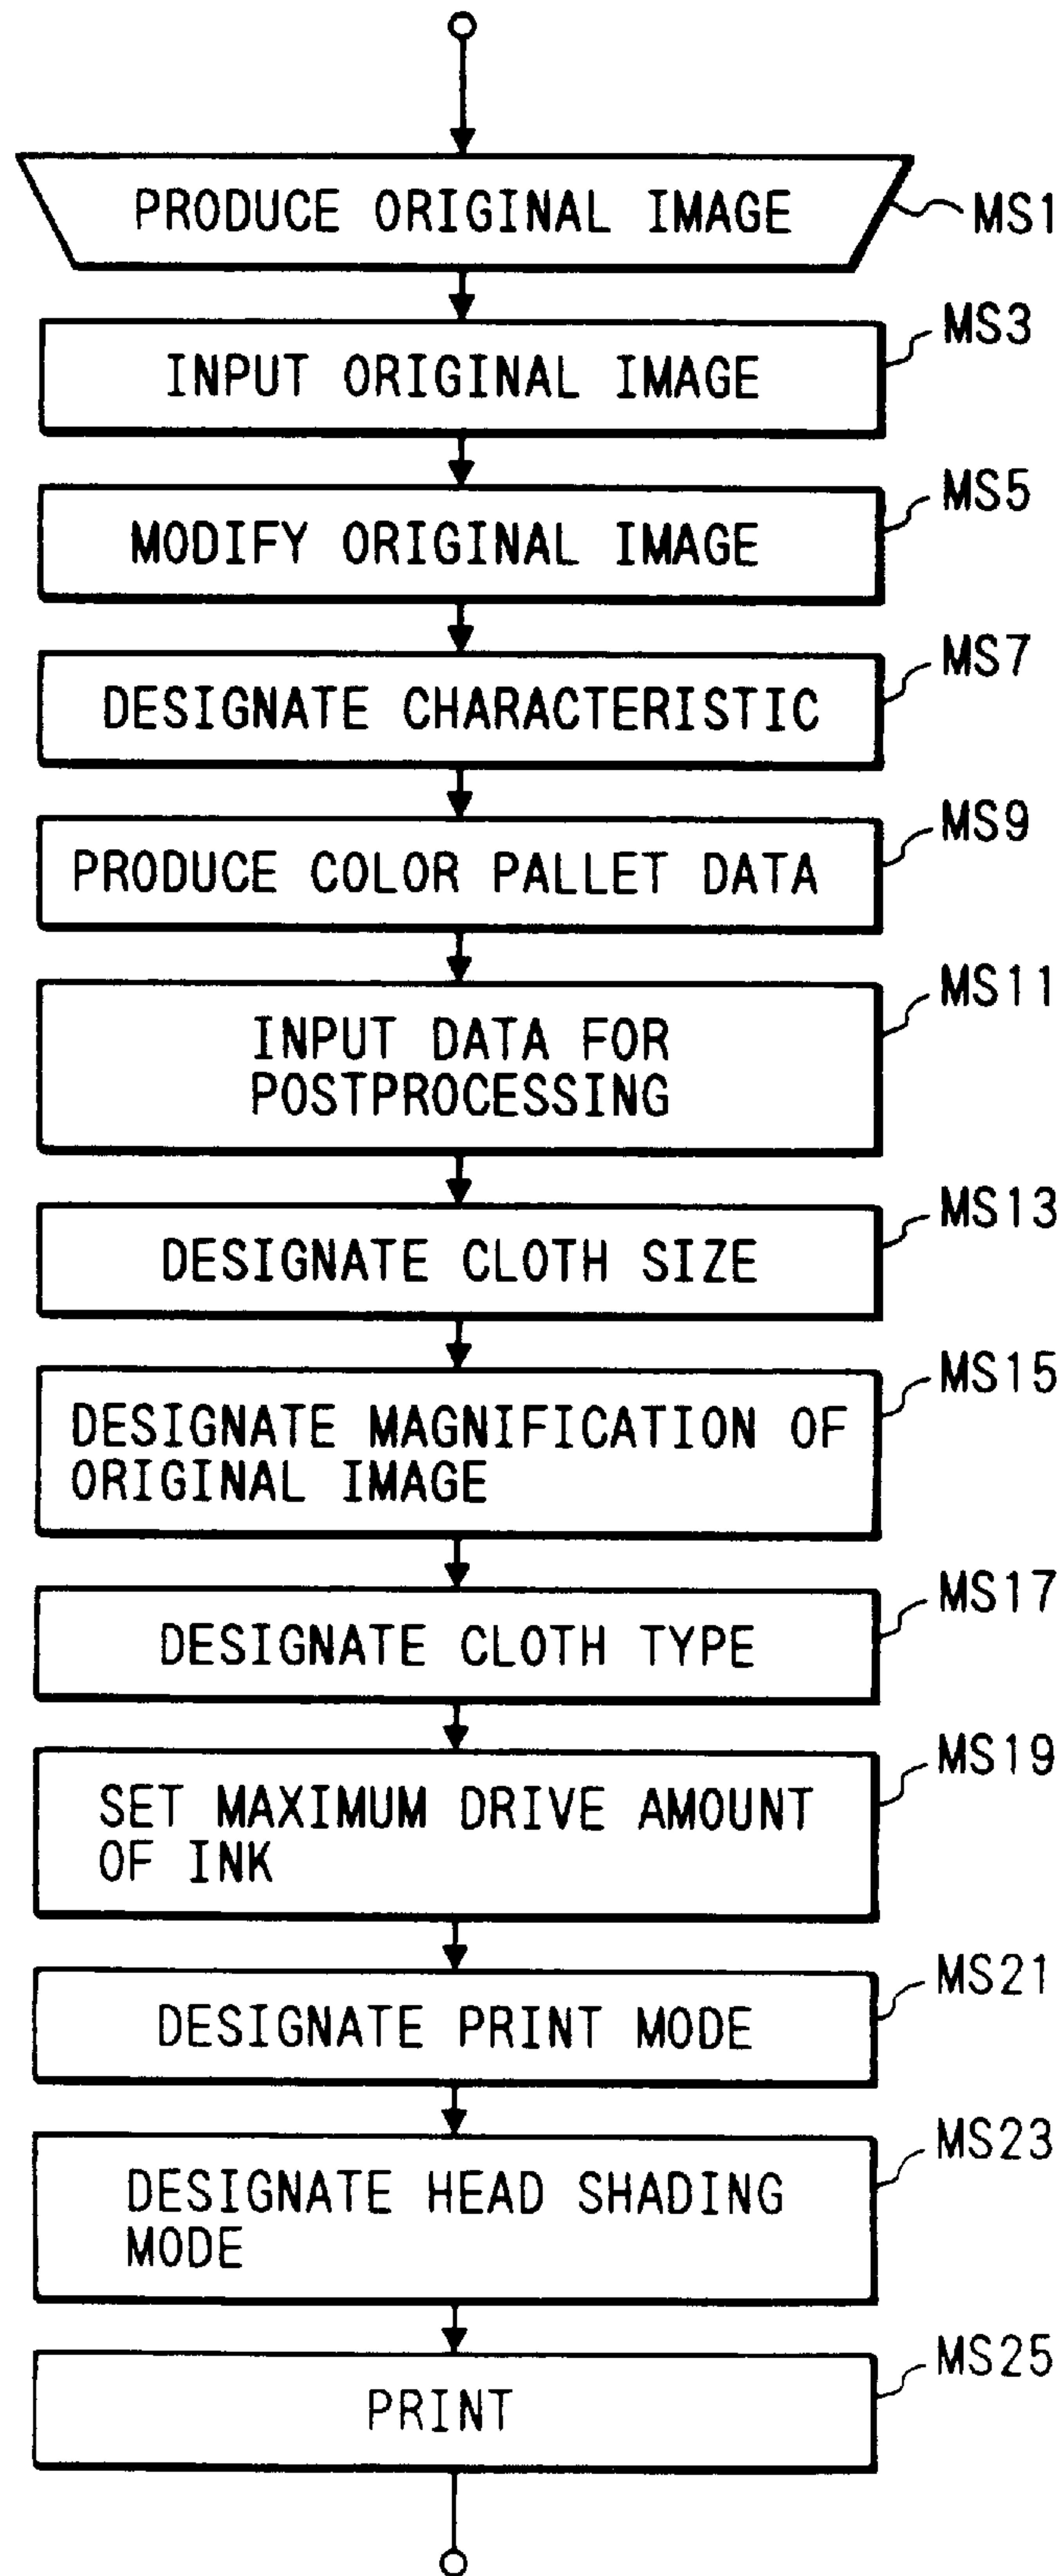 PRODUCE ORIGINAL IMAGE
MS1
INPUT ORIGINAL IMAGE
MS3
MODIFY ORIGINAL IMAGE
MS5
DESIGNATE CHARACTERISTIC
MS7
PRODUCE COLOR PALLET DATA
MS9
INPUT DATA FOR
POSTPROCESSING
MS11
DESIGNATE CLOTH SIZE
MS13
DESIGNATE MAGNIFICATION OF
ORIGINAL IMAGE
MS15
DESIGNATE CLOTH TYPE
MS17
SET MAXIMUM DRIVE AMOUNT
OF INK
MS19
DESIGNATE PRINT MODE
MS21
DESIGNATE HEAD SHADING
MODE
MS23
PRINT
MS25